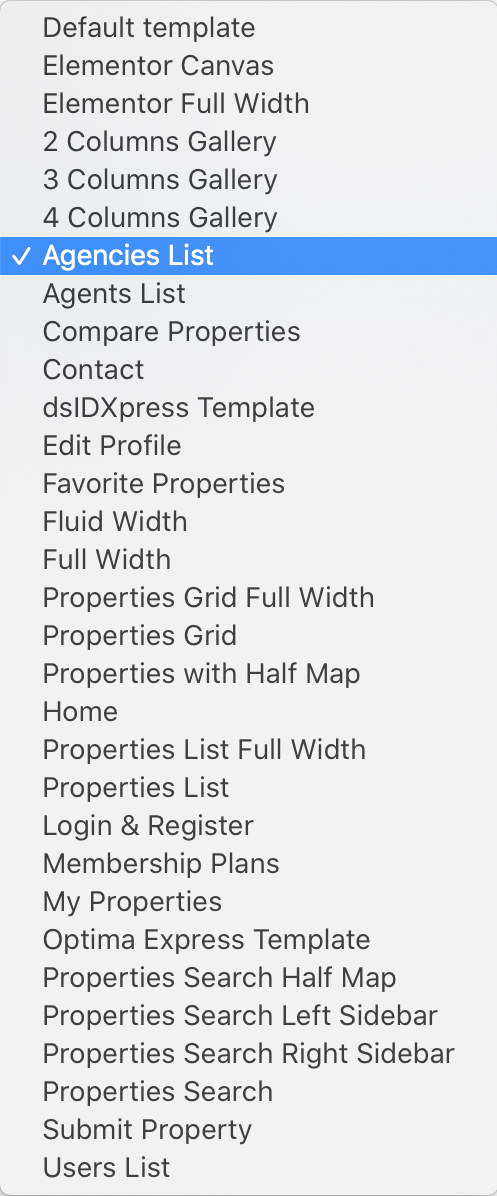 Default template
Elementor Canvas
Elementor Full Width
2 Columns Gallery
3 Columns Gallery
4 Columns Gallery
✓ Agencies List
Agents List
Compare Properties
Contact
dsIDXpress Template
Edit Profile
Favorite Properties
Fluid Width
Full Width
Properties Grid Full Width
Properties Grid
Properties with Half Map
Home
Properties List Full Width
Properties List
Login & Register
Membership Plans
My Properties
Optima Express Template
Properties Search Half Map
Properties Search Left Sidebar
Properties Search Right Sidebar
Properties Search
Submit Property
Users List